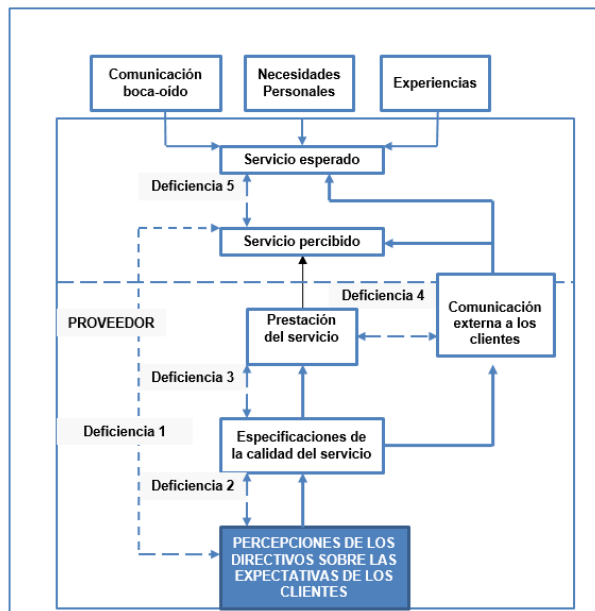 Comunicación
boca-oído
Necesidades
Personales
Experiencias
Servicio esperado
Deficiencia 5
Servicio percibido
Deficiencia 4
PROVEEDOR
Prestación
del servicio
Comunicación
externa a los
clientes
Deficiencia 3
Deficiencia 1
Especificaciones de
la calidad del servicio
Deficiencia 2
PERCEPCIONES DE LOS
DIRECTIVOS SOBRE LAS
EXPECTATIVAS DE LOS
CLIENTES